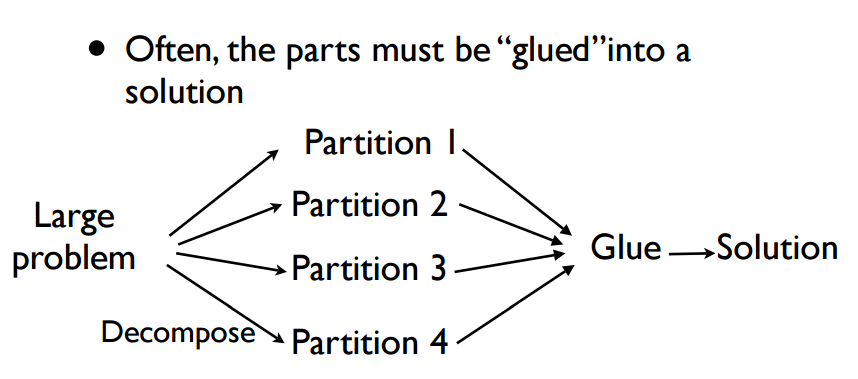 • Often, the parts must be “glued”into a
solution
Partition 1
Partition 2
Large
problem
Partition 3
Glue
Solution
Decompose
Partition 4